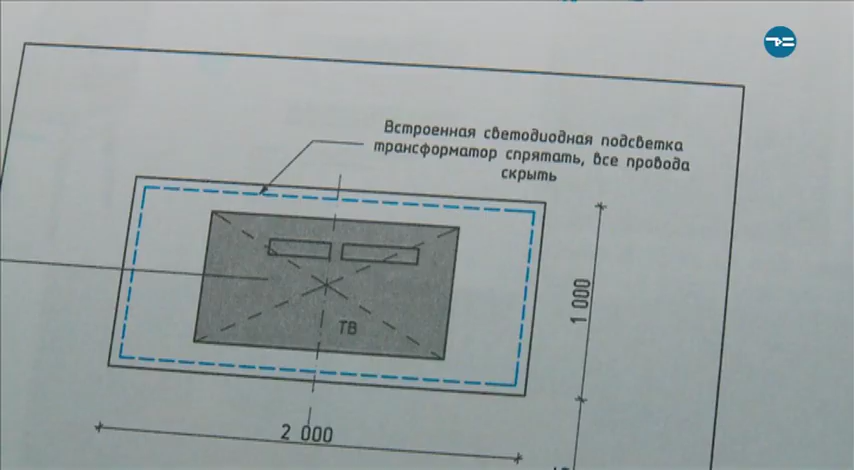 Встроенная светодиодная подсветка
трансформатор спрятать, все провода
скрыть
ТВ
1 000
2 000